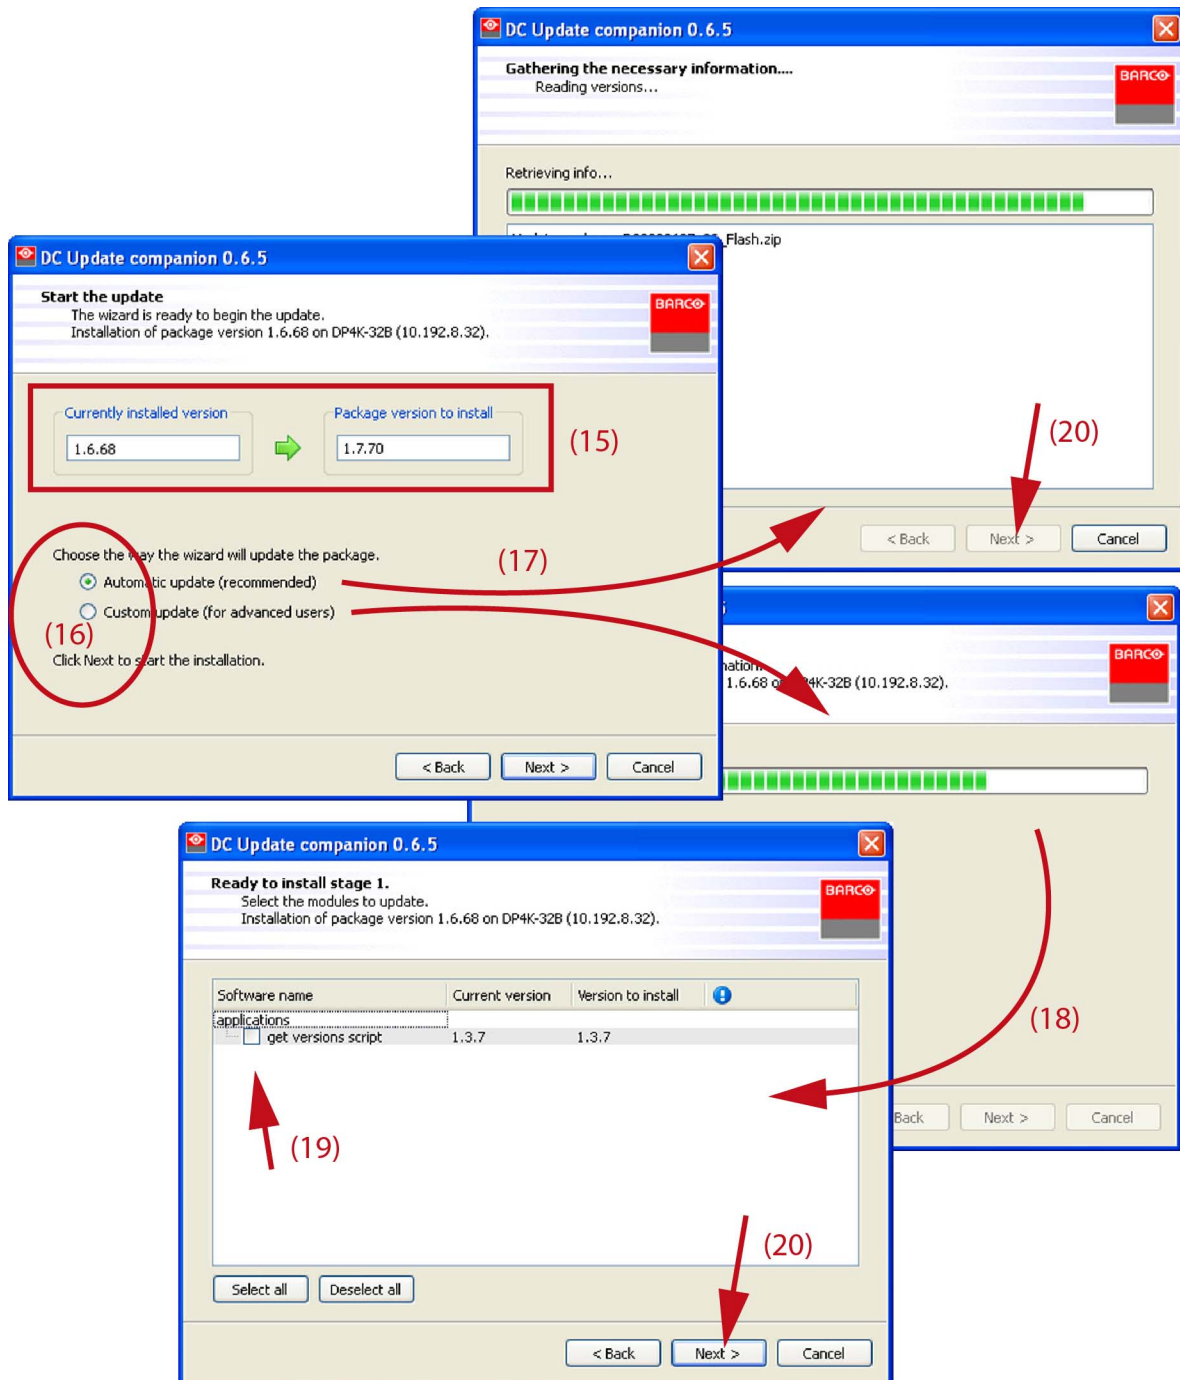 DC Update companion 0.6.5
Gathering the necessary information....
Reading versions...
BARCO
Retrieving info...
_Flash.zip
(20)
< Back
Next >
Cancel
DC Update companion 0.6.5
Start the update
The wizard is ready to begin the update.
Installation of package version 1.6.68 on DP4K-32B (10.192.8.32).
BARCO
Currently installed version
Package version to install
1.6.68
1.7.70
(15)
Choose the way the wizard will update the package.
Automatic update (recommended)
Custom update (for advanced users)
(16)
(17)
Click Next to start the installation.
< Back
Next >
Cancel
BARCO
1.6.68 on DP4K-32B (10.192.8.32).
(18)
Back
Next >
Cancel
DC Update companion 0.6.5
Ready to install stage 1.
Select the modules to update.
Installation of package version 1.6.68 on DP4K-32B (10.192.8.32).
BARCO
Software name
Current version
Version to install
applications
get versions script
1.3.7
1.3.7
(19)
(20)
Select all
Deselect all
< Back
Next >
Cancel